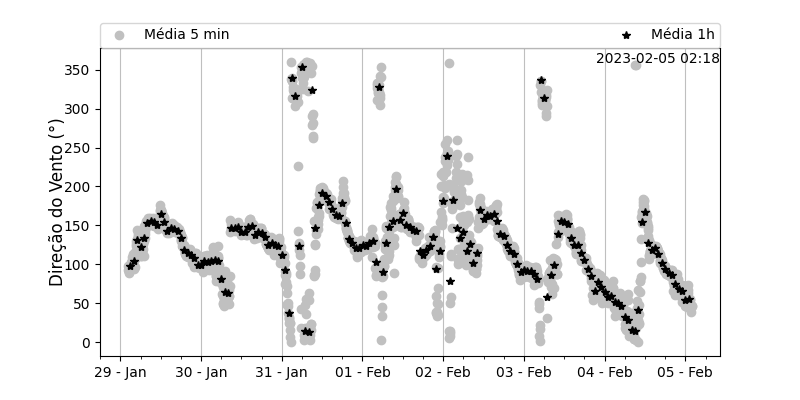 Média 5 min
Média 1h
2023-02-05 02:18
Direção do Vento (°)
350
300
250
200
150
100
50
0
29 - Jan
30 - Jan
31 - Jan
01 - Feb
02 - Feb
03 - Feb
04 - Feb
05 - Feb